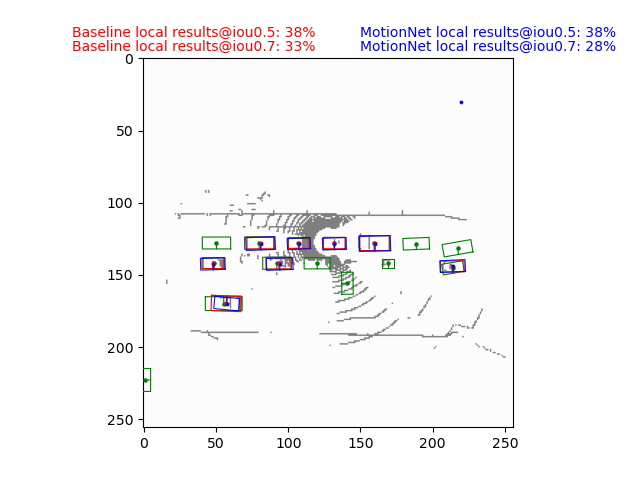 Baseline local results@iou0.5: 38% MotionNet local results@iou0.5: 38%
Baseline local results@iou0.7: 33% MotionNet local results@iou0.7: 28%
0
50
100
150
200
250
0 50 100 150 200 250